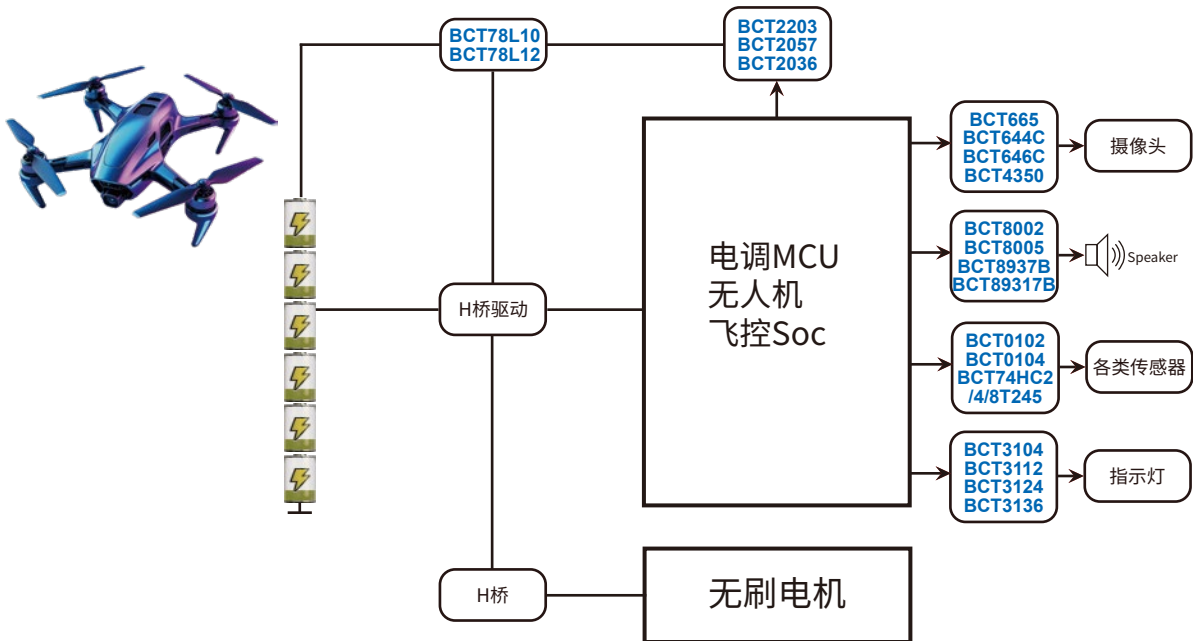 BCT78L10
BCT78L12
BCT2203
BCT2057
BCT2036
BCT665
BCT644C
BCT646C
BCT4350
摄像头
电调MCU
无人机
飞控Soc
BCT8002
BCT8005
BCT8937B
BCT89317B
Speaker
H桥驱动
BCT0102
BCT0104
BCT74HC2
/4/8T245
各类传感器
BCT3104
BCT3112
BCT3124
BCT3136
指示灯
H桥
无刷电机